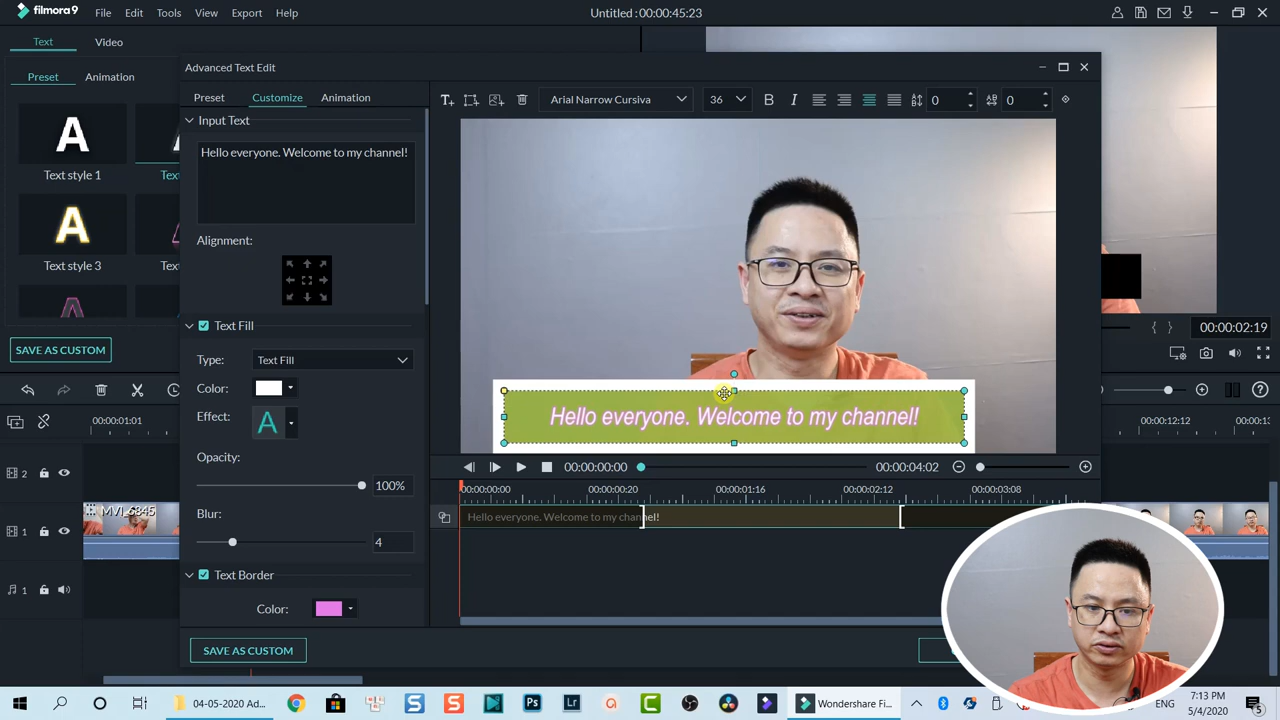 filmora 9 File Edit Tools View Export Help Untitled : 00:00:45:23
Text Video
Preset Animation
Text style 1
Text style 3
SAVE AS CUSTOM
Advanced Text Edit
Preset Customize Animation
Input Text
Hello everyone. Welcome to my channel!
Alignment:
Text Fill
Type: Text Fill
Color:
Effect: A
Opacity:
100%
Blur:
4
Text Border
Color:
SAVE AS CUSTOM
Arial Narrow Cursiva 36 B I 0 0
Hello everyone. Welcome to my channel!
00:00:00:00 00:00:04:02
00:00:00:00 00:00:00:20 00:00:01:16 00:00:02:12 00:00:03:08
Hello everyone. Welcome to my channel!
00:00:02:19
00:00:01:01
00:00:12:12
2
MVI_6845
1
1
04-05-2020 Ad...
Wondershare Fi...
ENG
7:13 PM
5/4/2020
5